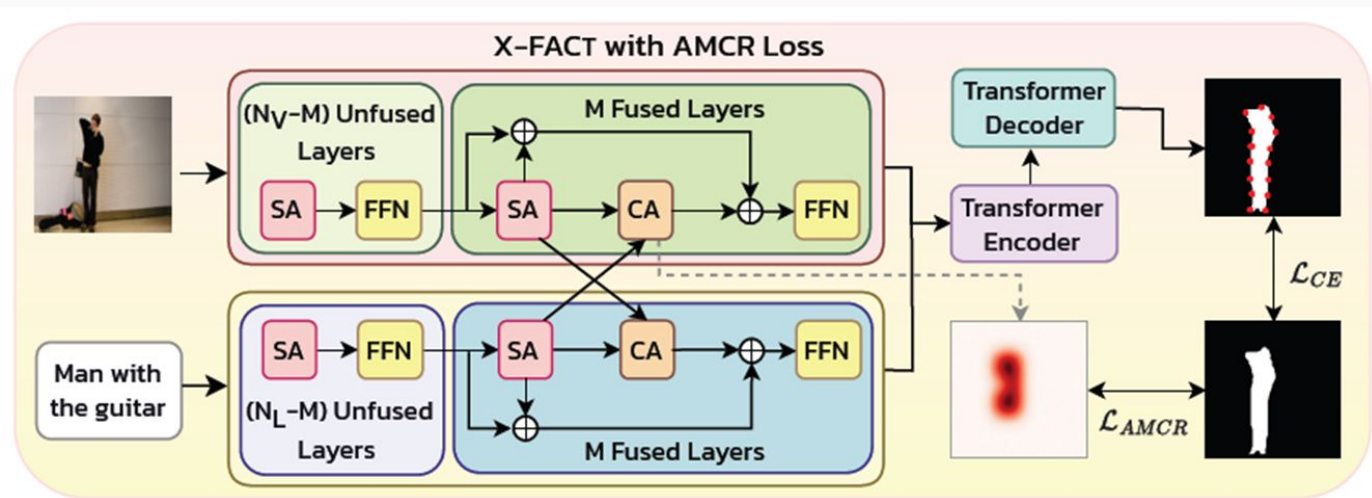 X-FACT with AMCR Loss
(N_V-M) Unfused
Layers
SA
FFN
M Fused Layers
SA
CA
FFN
Transformer
Decoder
Transformer
Encoder
L_CE
Man with
the guitar
SA
FFN
(N_L-M) Unfused
Layers
SA
CA
FFN
M Fused Layers
L_AMCR